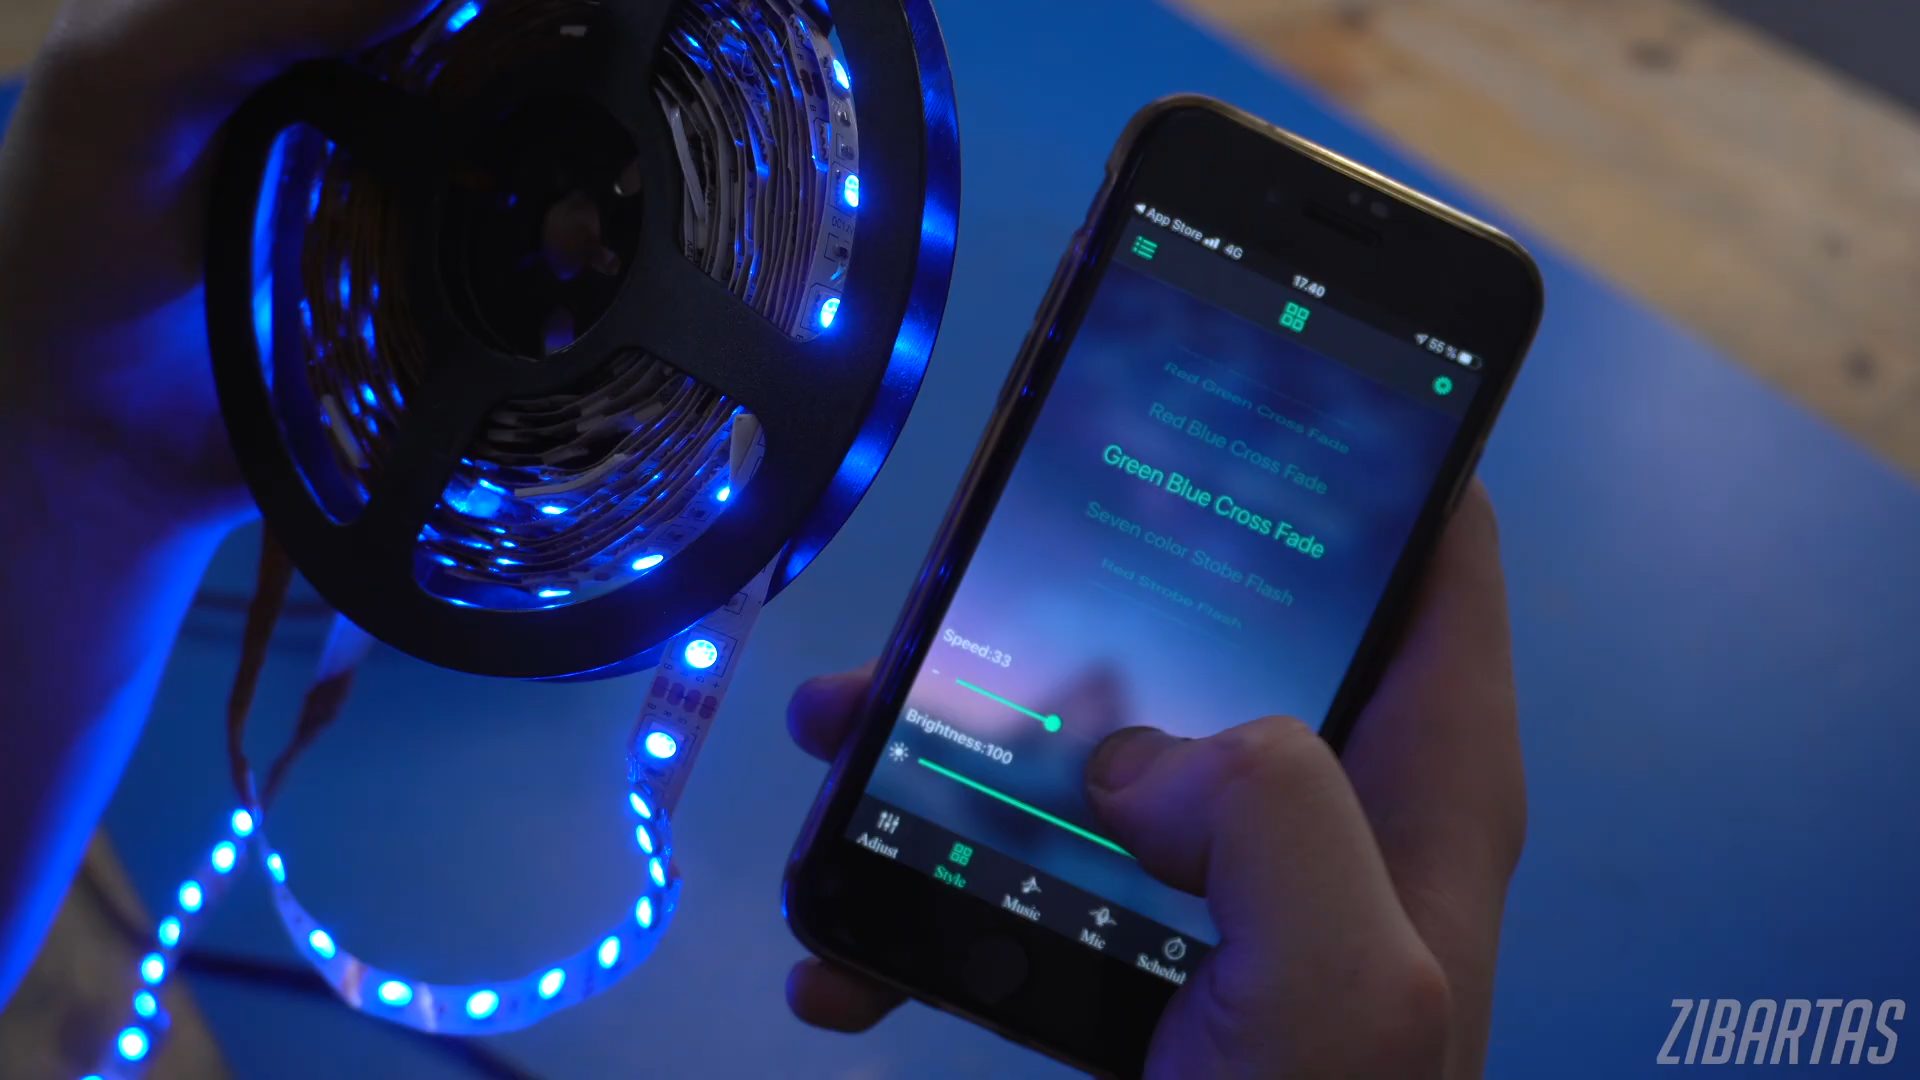 App Store 4G
17.40
55 %
Red Green Cross Fade
Red Blue Cross Fade
Green Blue Cross Fade
Seven color Stobe Flash
Red Strobe Flash
Speed:33
Brightness:100
Adjust
Style
Music
Mic
Schedul
ZIBARTAS